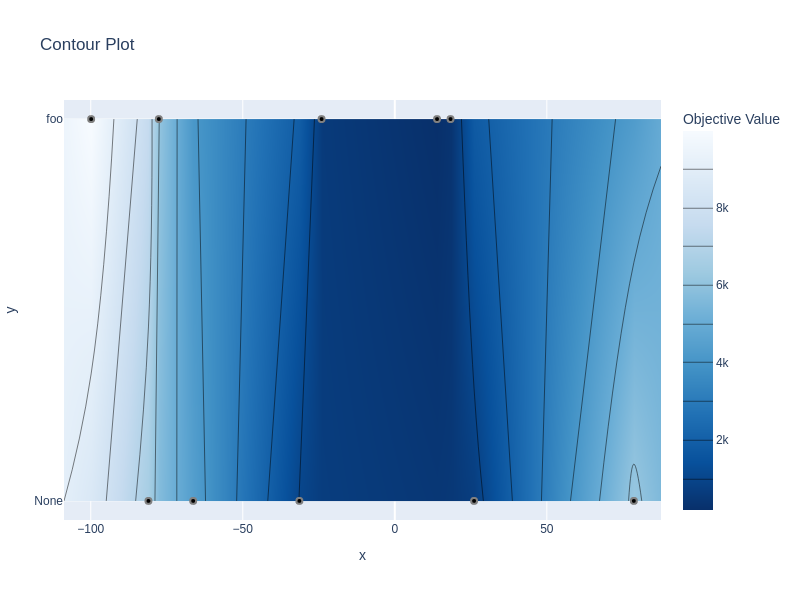 Contour Plot
Objective Value
foo
None
y
8k
6k
4k
2k
−100
−50
0
50
x